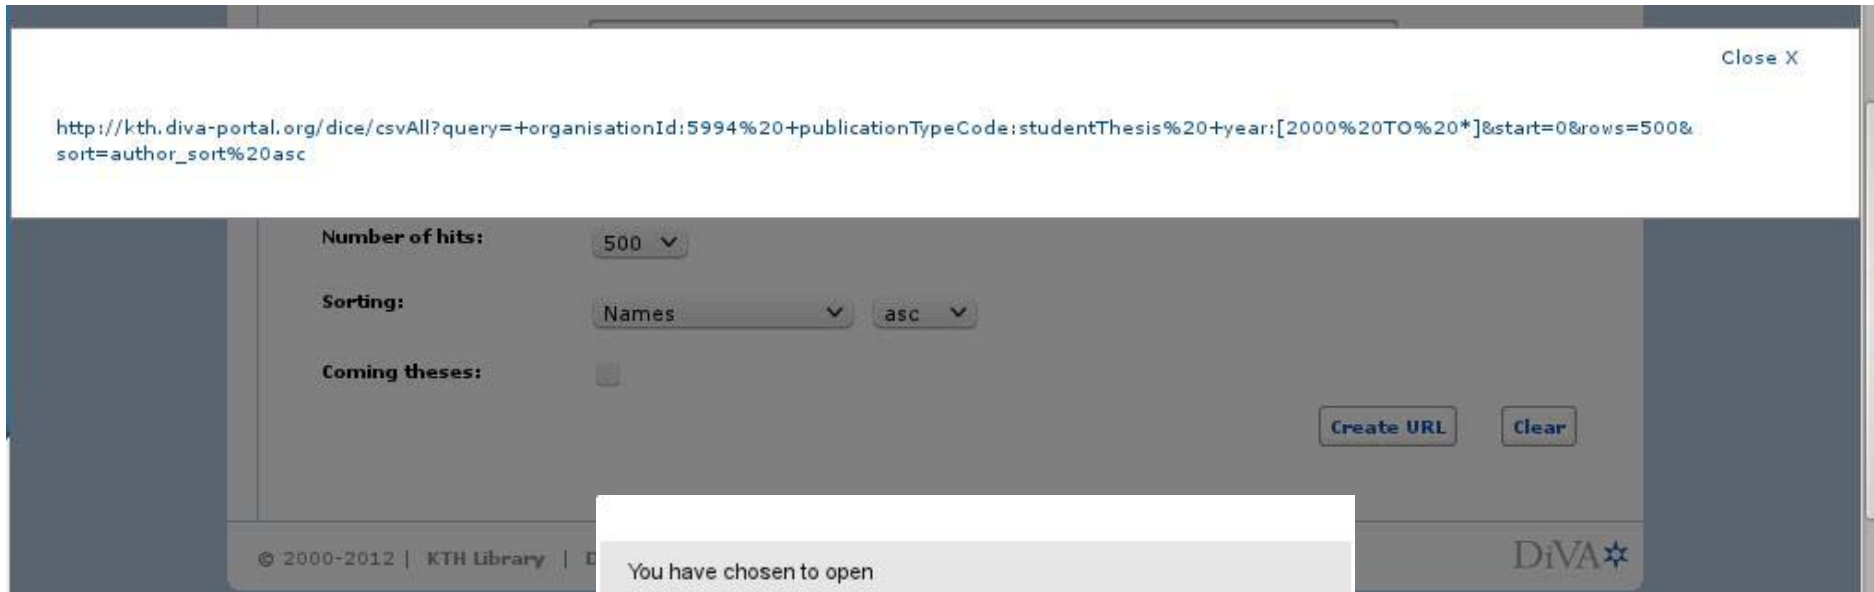 Close X
http://kth.diva-portal.org/dice/csvAll?query=+organisationId:5994%20+publicationTypeCode:studentThesis%20+year:[2000%20TO%20*]&start=0&rows=500&
sort=author_sort%20asc
Number of hits: 500
Sorting: Names asc
Coming theses:
Create URL Clear
© 2000-2012 | KTH Library | D
DiVA
You have chosen to open